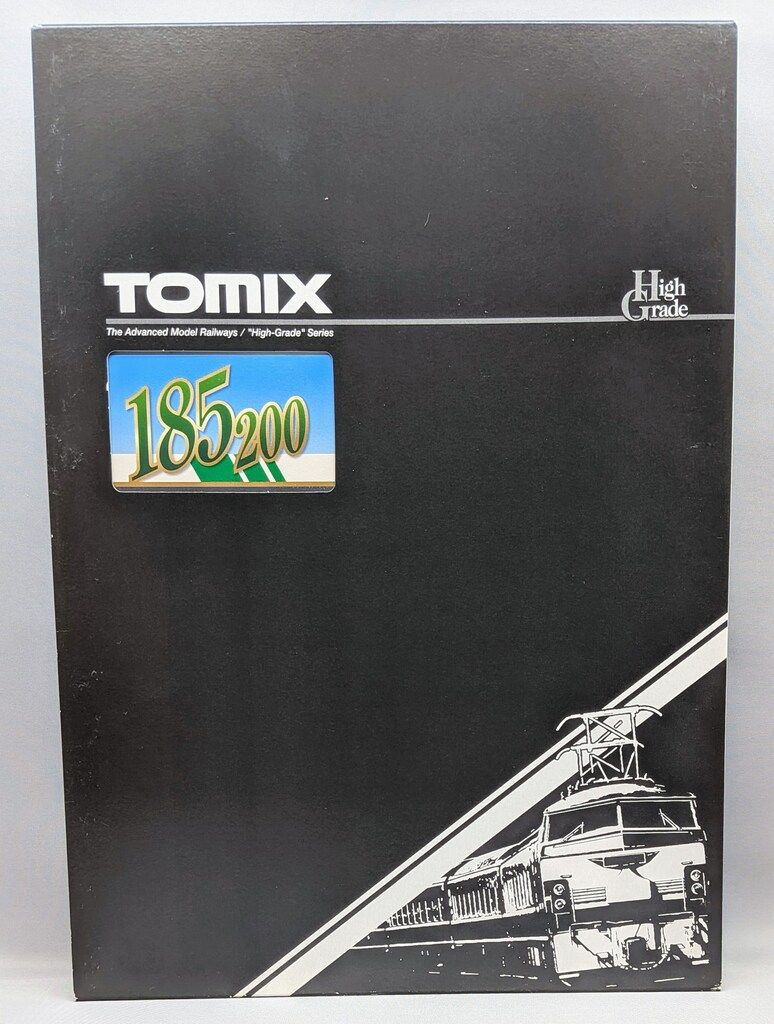 TOMIX
High
Grade
The Advanced Model Railways / "High-Grade" Series
185 200